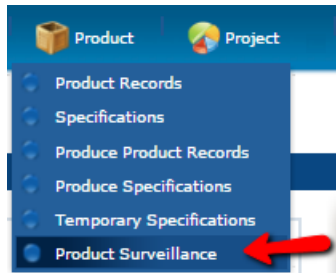 Product Project
Product Records
Specifications
Produce Product Records
Produce Specifications
Temporary Specifications
Product Surveillance